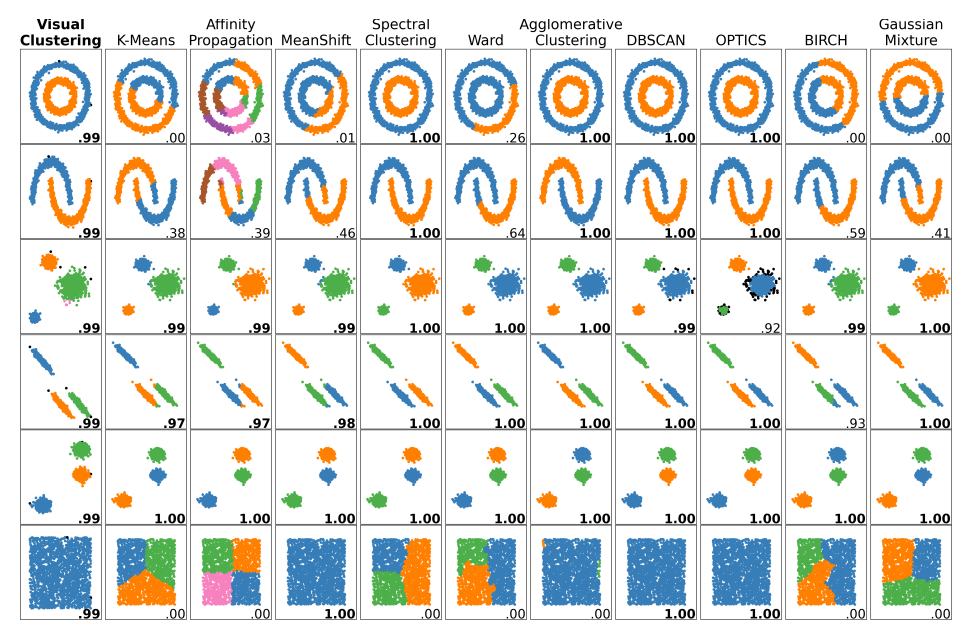 Visual Clustering K-Means Affinity Propagation MeanShift Spectral Clustering Ward Agglomerative Clustering DBSCAN OPTICS BIRCH Gaussian Mixture
.99 .00 .03 .01 1.00 .26 1.00 1.00 1.00 .00 .00
.99 .38 .39 .46 1.00 .64 1.00 1.00 1.00 .59 .41
.99 .99 .99 .99 1.00 1.00 1.00 .99 .92 .99 1.00
.99 .97 .97 .98 1.00 1.00 1.00 1.00 1.00 .93 1.00
.99 1.00 1.00 1.00 1.00 1.00 1.00 1.00 1.00 1.00 1.00
.99 .00 .00 1.00 .00 .00 .00 1.00 1.00 .00 .00